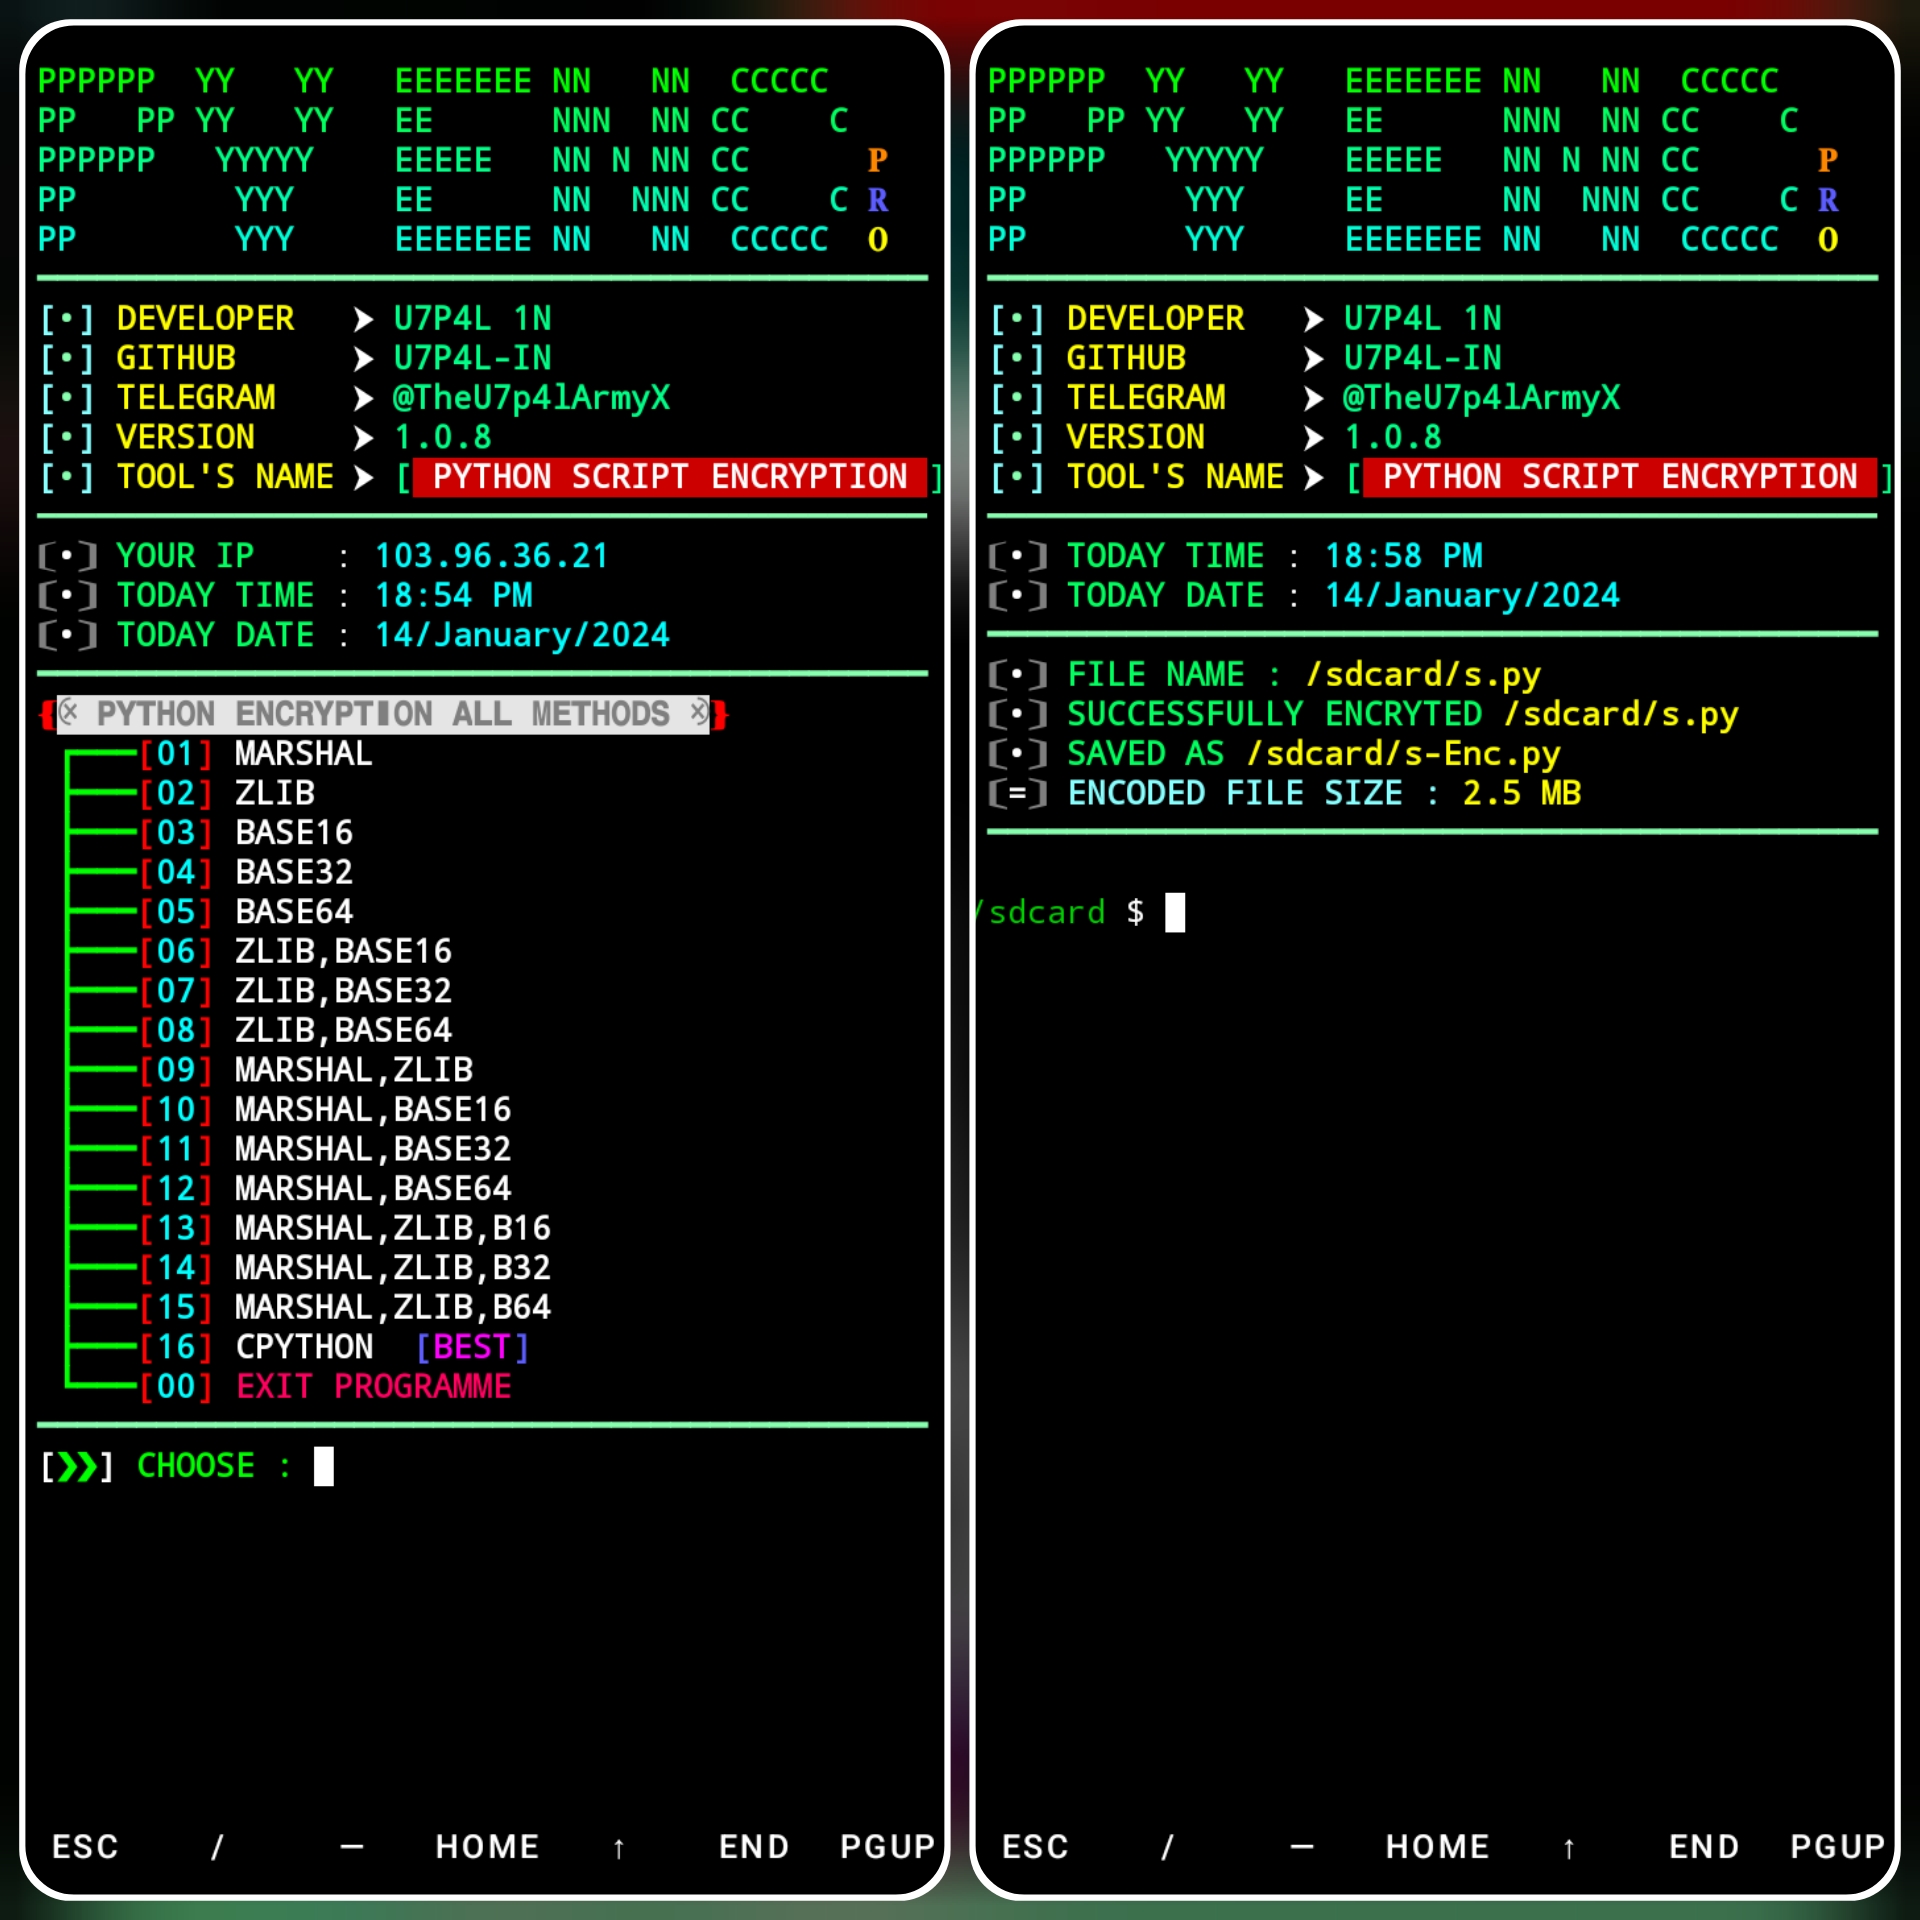 PPPPPP  YY   YY   EEEEEEE NN   NN  CCCCC
PP   PP YY   YY   EE      NNN  NN CC    C
PPPPPP   YYYYY    EEEEE   NN N NN CC      P
PP        YYY     EE      NN  NNN CC    C R
PP        YYY     EEEEEEE NN   NN  CCCCC  O
[•] DEVELOPER   ➤ U7P4L 1N
[•] GITHUB      ➤ U7P4L-IN
[•] TELEGRAM    ➤ @TheU7p4lArmyX
[•] VERSION     ➤ 1.0.8
[•] TOOL'S NAME ➤ [ PYTHON SCRIPT ENCRYPTION ]
[•] YOUR IP    : 103.96.36.21
[•] TODAY TIME : 18:54 PM
[•] TODAY DATE : 14/January/2024
{× PYTHON ENCRYPTION ALL METHODS ×}
[01] MARSHAL
[02] ZLIB
[03] BASE16
[04] BASE32
[05] BASE64
[06] ZLIB,BASE16
[07] ZLIB,BASE32
[08] ZLIB,BASE64
[09] MARSHAL,ZLIB
[10] MARSHAL,BASE16
[11] MARSHAL,BASE32
[12] MARSHAL,BASE64
[13] MARSHAL,ZLIB,B16
[14] MARSHAL,ZLIB,B32
[15] MARSHAL,ZLIB,B64
[16] CPYTHON  [BEST]
[00] EXIT PROGRAMME
[❯❯] CHOOSE :
ESC / — HOME ↑ END PGUP
PPPPPP  YY   YY   EEEEEEE NN   NN  CCCCC
PP   PP YY   YY   EE      NNN  NN CC    C
PPPPPP   YYYYY    EEEEE   NN N NN CC      P
PP        YYY     EE      NN  NNN CC    C R
PP        YYY     EEEEEEE NN   NN  CCCCC  O
[•] DEVELOPER   ➤ U7P4L 1N
[•] GITHUB      ➤ U7P4L-IN
[•] TELEGRAM    ➤ @TheU7p4lArmyX
[•] VERSION     ➤ 1.0.8
[•] TOOL'S NAME ➤ [ PYTHON SCRIPT ENCRYPTION ]
[•] TODAY TIME : 18:58 PM
[•] TODAY DATE : 14/January/2024
[•] FILE NAME : /sdcard/s.py
[•] SUCCESSFULLY ENCRYTED /sdcard/s.py
[•] SAVED AS /sdcard/s-Enc.py
[=] ENCODED FILE SIZE : 2.5 MB
/sdcard $
ESC / — HOME ↑ END PGUP